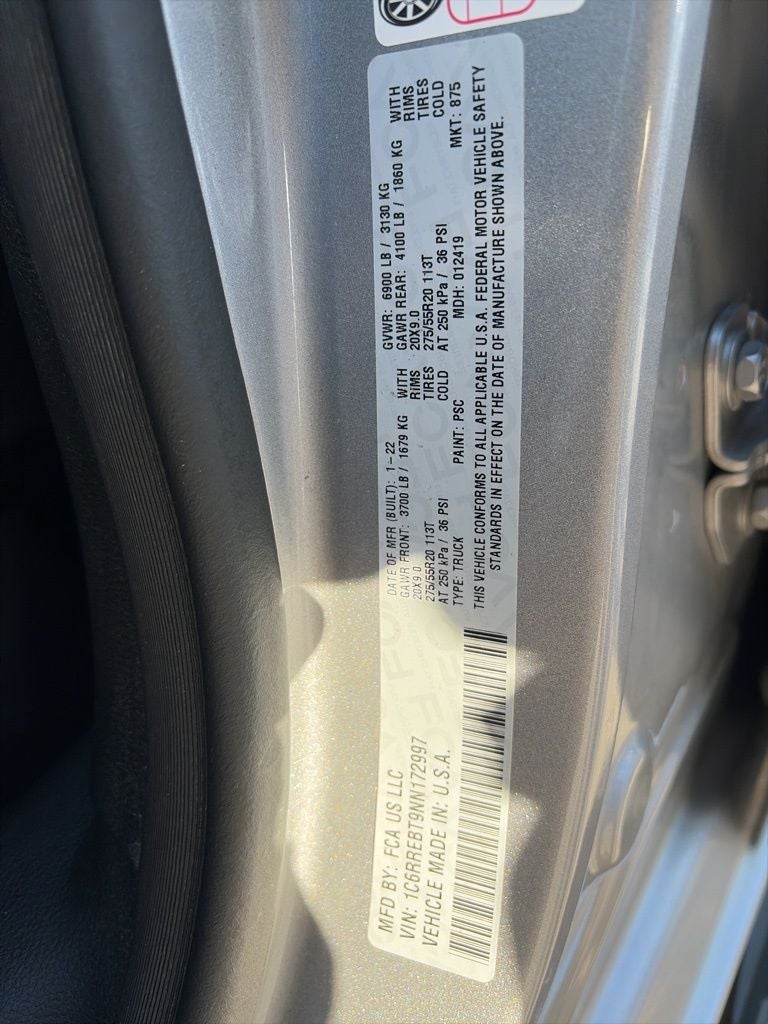 MFD BY: FCA US LLC
DATE OF MFR (BUILT): 1-22
GVWR: 6900 LB / 3130 KG
GAWR FRONT: 3700 LB / 1679 KG WITH
GAWR REAR: 4100 LB / 1860 KG WITH
20X9.0 RIMS
20X9.0 RIMS
275/55R20 113T TIRES
275/55R20 113T TIRES
AT 250 kPa / 36 PSI COLD
AT 250 kPa / 36 PSI COLD
VIN: 1C6RREBT9NN172997
TYPE: TRUCK PAINT: PSC MDH: 012419 MKT: 875
VEHICLE MADE IN: U.S.A.
THIS VEHICLE CONFORMS TO ALL APPLICABLE U.S.A. FEDERAL MOTOR VEHICLE SAFETY
STANDARDS IN EFFECT ON THE DATE OF MANUFACTURE SHOWN ABOVE.